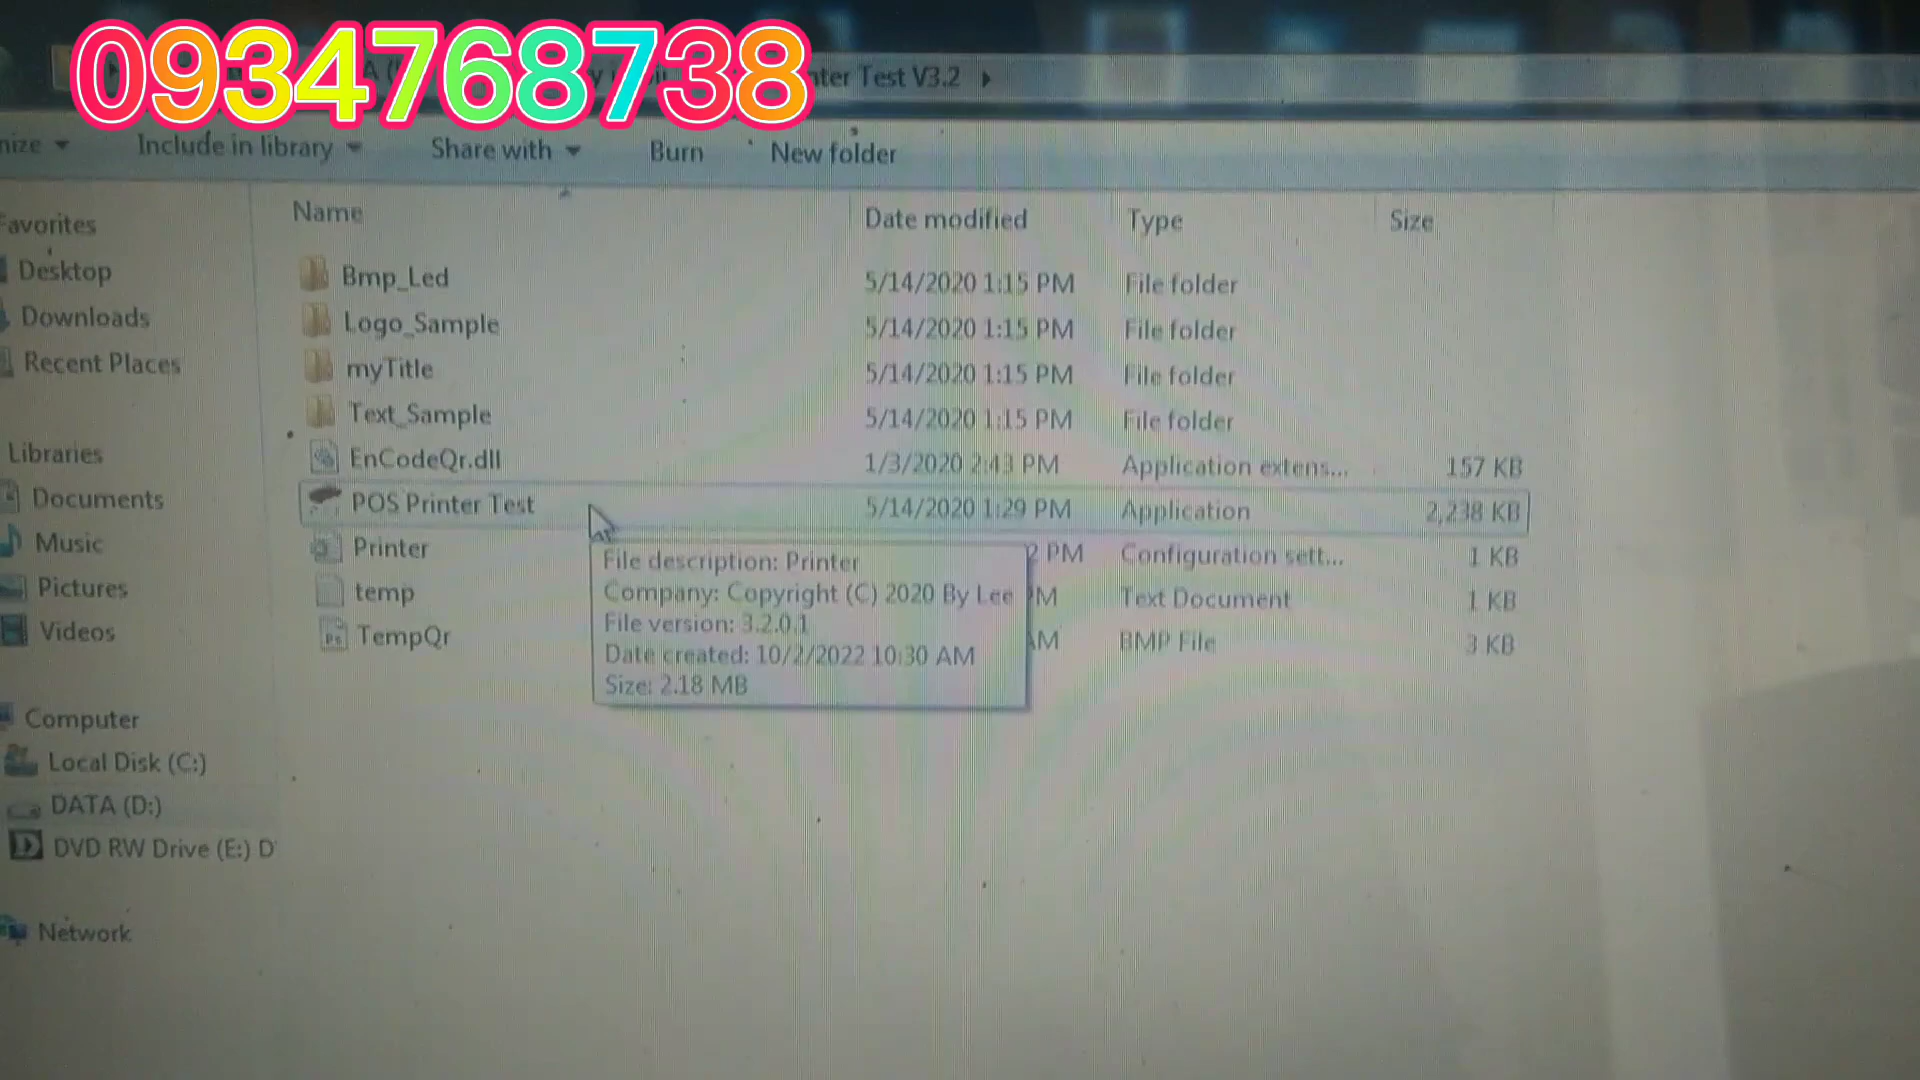 0934768738
nter Test V3.2
nize Include in library Share with Burn New folder
Name Date modified Type Size
Favorites
Desktop
Downloads
Recent Places
Libraries
Documents
Music
Pictures
Videos
Computer
Local Disk (C:)
DATA (D:)
DVD RW Drive (E:) D
Network
Bmp_Led 5/14/2020 1:15 PM File folder
Logo_Sample 5/14/2020 1:15 PM File folder
myTitle 5/14/2020 1:15 PM File folder
Text_Sample 5/14/2020 1:15 PM File folder
EnCodeQr.dll 1/3/2020 2:43 PM Application extens... 157 KB
POS Printer Test 5/14/2020 1:29 PM Application 2,238 KB
Printer 2 PM Configuration sett... 1 KB
temp PM Text Document 1 KB
TempQr AM BMP File 3 KB
File description: Printer
Company: Copyright (C) 2020 By Lee
File version: 3.2.0.1
Date created: 10/2/2022 10:30 AM
Size: 2.18 MB